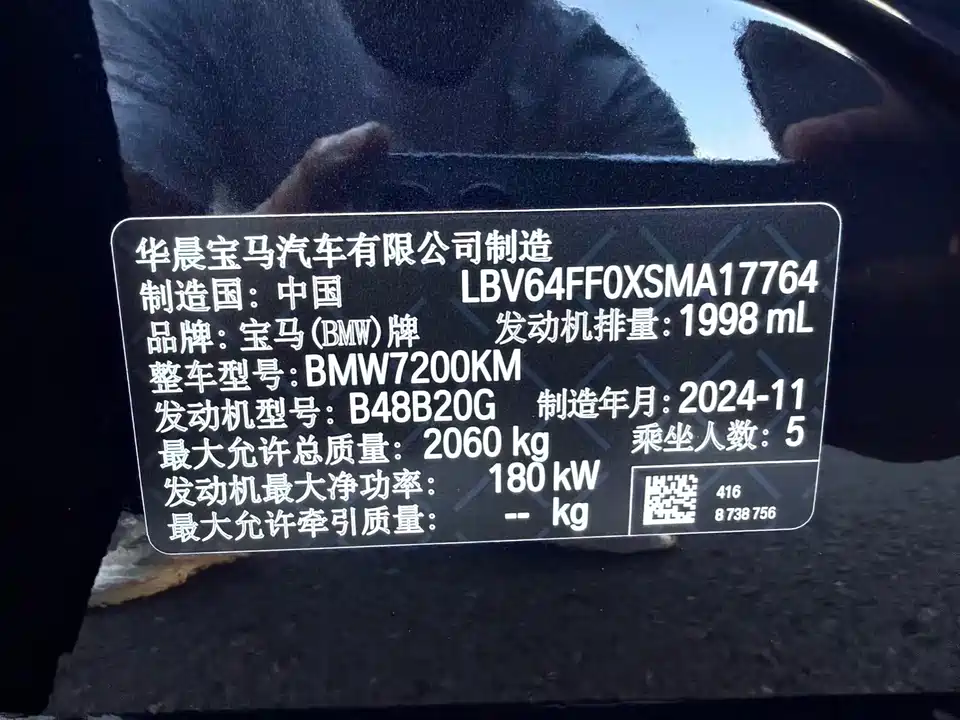 华晨宝马汽车有限公司制造
制造国：中国 LBV64FF0XSMA17764
品牌：宝马(BMW)牌 发动机排量：1998 mL
整车型号：BMW7200KM
发动机型号：B48B20G 制造年月：2024-11
最大允许总质量：2060 kg 乘坐人数：5
发动机最大净功率：180 kW
最大允许牵引质量：-- kg
416
8 738 756